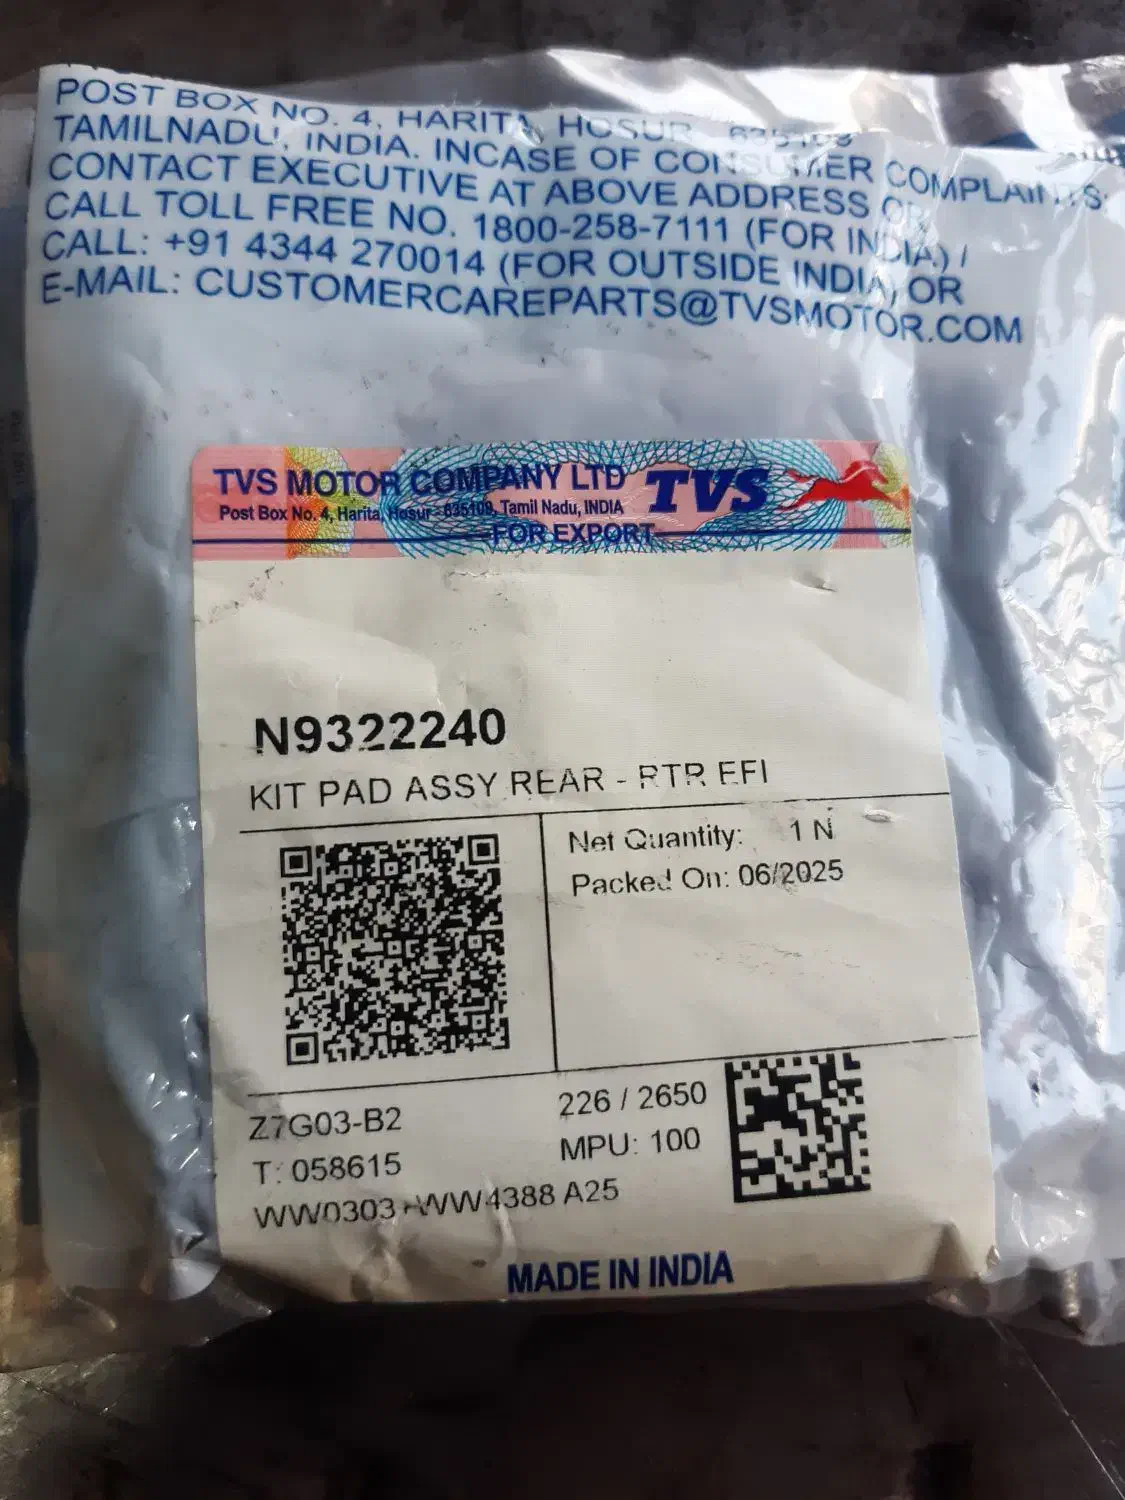 POST BOX NO. 4, HARITA, HOSUR - 635109
TAMILNADU, INDIA. INCASE OF CONSUMER COMPLAINTS:
CONTACT EXECUTIVE AT ABOVE ADDRESS OR
CALL TOLL FREE NO. 1800-258-7111 (FOR INDIA) /
CALL: +91 4344 270014 (FOR OUTSIDE INDIA) OR
E-MAIL: CUSTOMERCAREPARTS@TVSMOTOR.COM
TVS MOTOR COMPANY LTD TVS
Post Box No. 4, Harita, Hosur - 635109, Tamil Nadu, INDIA
FOR EXPORT
N9322240
KIT PAD ASSY REAR - RTR EFI
Net Quantity: 1 N
Packed On: 06/2025
Z7G03-B2
226 / 2650
T: 058615
MPU: 100
WW0303 WW4388 A25
MADE IN INDIA